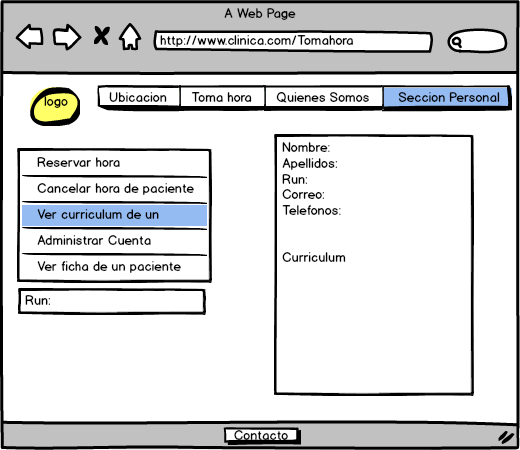 A Web Page
http://www.clinica.com/Tomahora
logo
Ubicacion Toma hora Quienes Somos Seccion Personal
Reservar hora
Cancelar hora de paciente
Ver curriculum de un
Administrar Cuenta
Ver ficha de un paciente
Run:
Nombre:
Apellidos:
Run:
Correo:
Telefonos:
Curriculum
Contacto